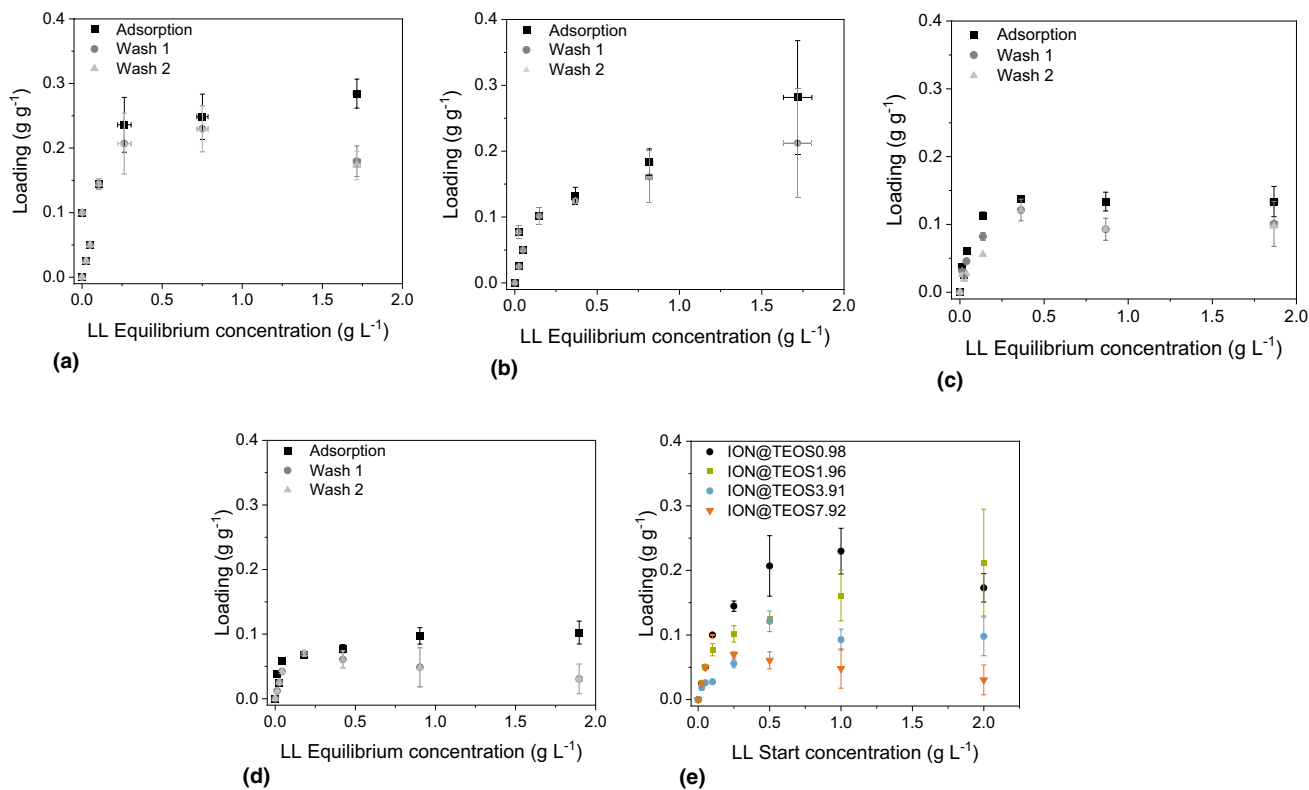 0.4
0.3
0.2
0.1
0.0
Loading (g g⁻¹)
Adsorption
Wash 1
Wash 2
0.0 0.5 1.0 1.5 2.0
LL Equilibrium concentration (g L⁻¹)
(a)
0.4
0.3
0.2
0.1
0.0
Loading (g g⁻¹)
Adsorption
Wash 1
Wash 2
0.0 0.5 1.0 1.5 2.0
LL Equilibrium concentration (g L⁻¹)
(b)
0.4
0.3
0.2
0.1
0.0
Loading (g g⁻¹)
Adsorption
Wash 1
Wash 2
0.0 0.5 1.0 1.5 2.0
LL Equilibrium concentration (g L⁻¹)
(c)
0.4
0.3
0.2
0.1
0.0
Loading (g g⁻¹)
Adsorption
Wash 1
Wash 2
0.0 0.5 1.0 1.5 2.0
LL Equilibrium concentration (g L⁻¹)
(d)
0.4
0.3
0.2
0.1
0.0
Loading (g g⁻¹)
ION@TEOS0.98
ION@TEOS1.96
ION@TEOS3.91
ION@TEOS7.92
0.0 0.5 1.0 1.5 2.0
LL Start concentration (g L⁻¹)
(e)